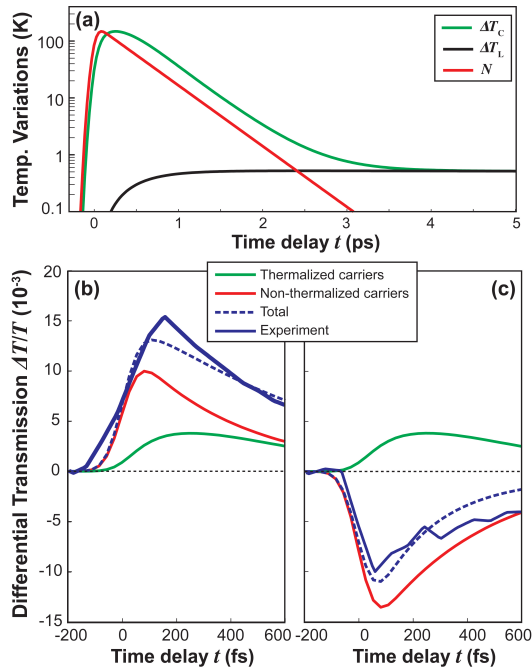 (a)
ΔT_C
ΔT_L
N
Temp. Variations (K)
100
10
1
0.1
0 1 2 3 4 5
Time delay t (ps)
Thermalized carriers
Non-thermalized carriers
Total
Experiment
(b)
(c)
Differential Transmission ΔT/T (10⁻³)
20
15
10
5
0
-5
-10
-15
-200 0 200 400 600
-200 0 200 400 600
Time delay t (fs)
Time delay t (fs)